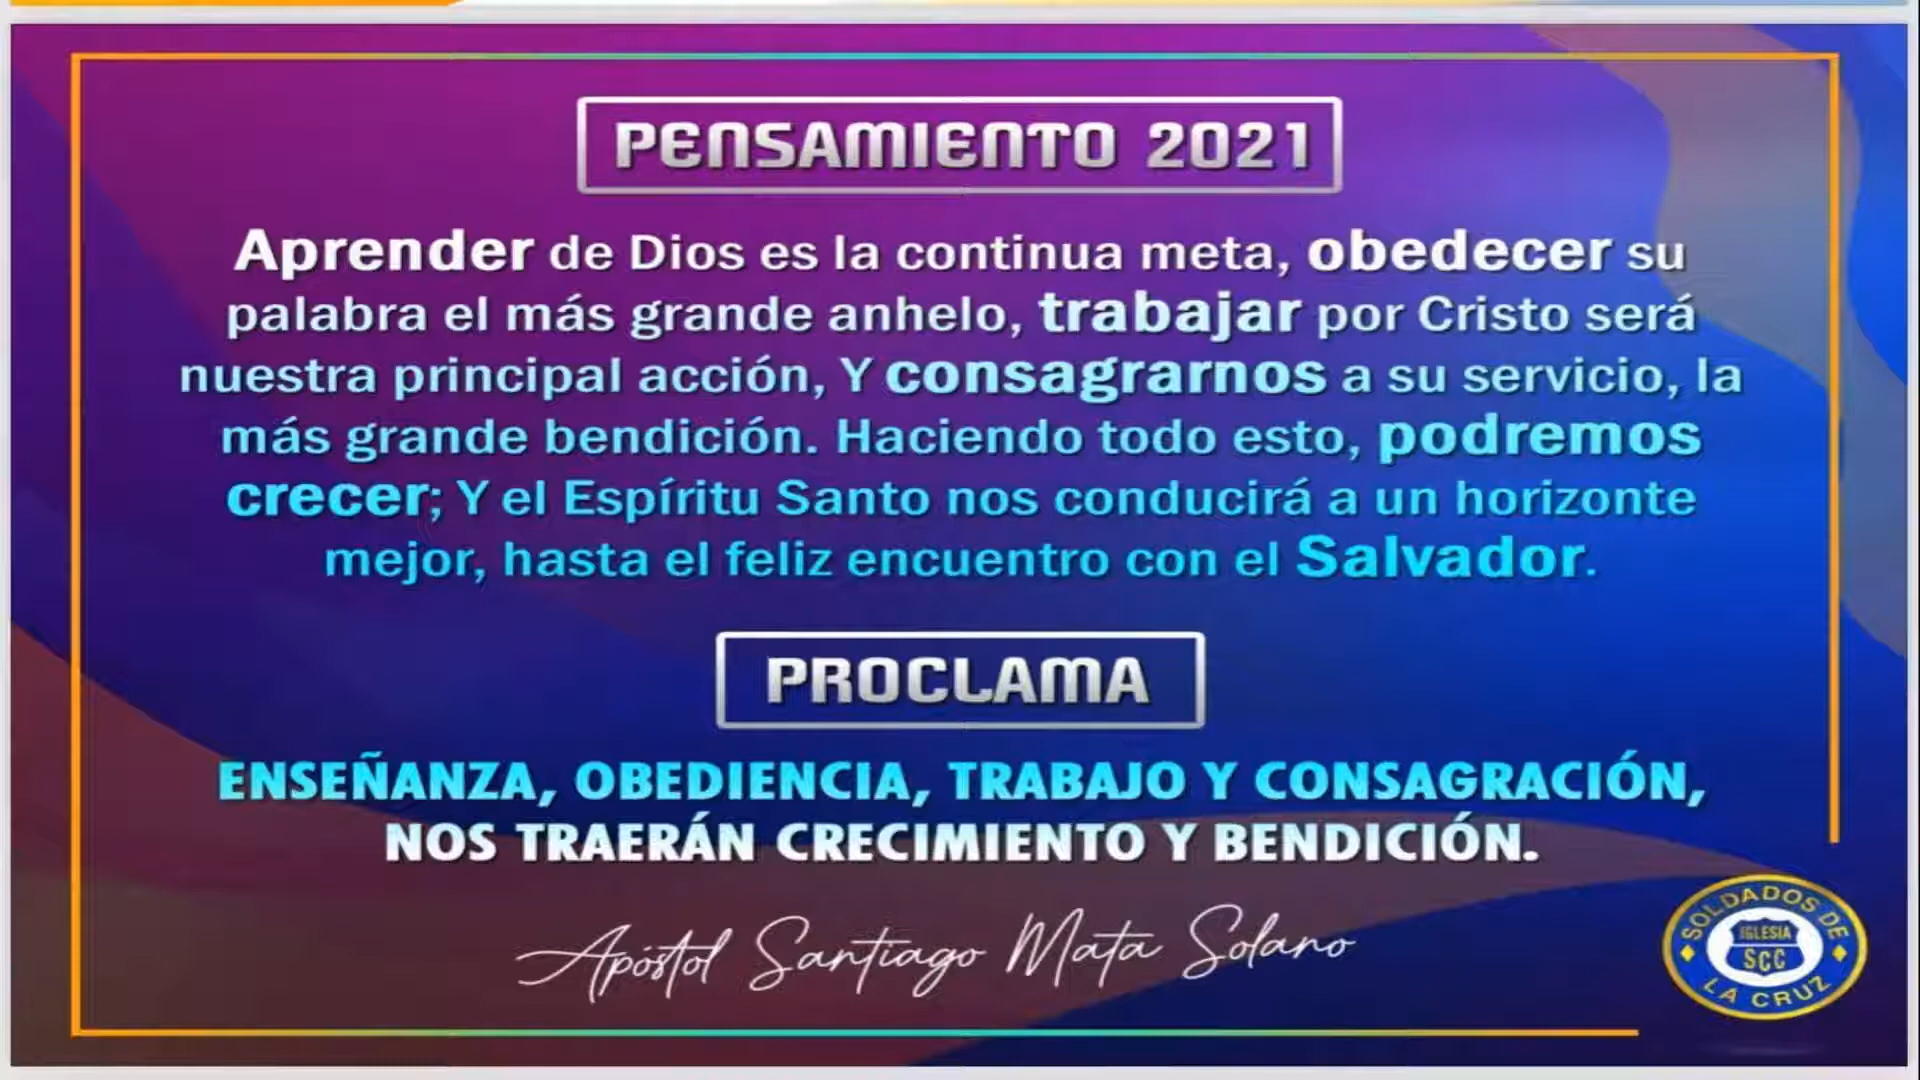 PENSAMIENTO 2021
Aprender de Dios es la continua meta, obedecer su
palabra el más grande anhelo, trabajar por Cristo será
nuestra principal acción, Y consagrarnos a su servicio, la
más grande bendición. Haciendo todo esto, podremos
crecer; Y el Espíritu Santo nos conducirá a un horizonte
mejor, hasta el feliz encuentro con el Salvador.
PROCLAMA
ENSEÑANZA, OBEDIENCIA, TRABAJO Y CONSAGRACIÓN,
NOS TRAERÁN CRECIMIENTO Y BENDICIÓN.
Apóstol Santiago Mata Solano
SOLDADOS DE
IGLESIA
SCC
LA CRUZ